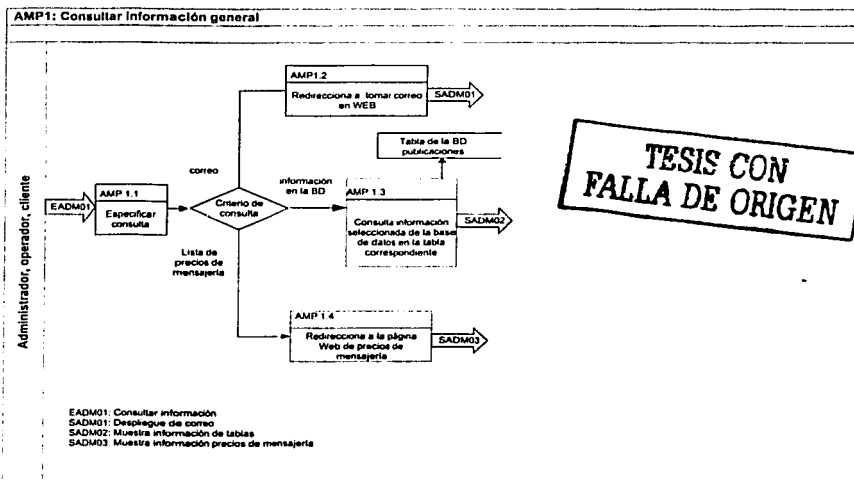 AMP1: Consultar Información general
Administrador, operador, cliente
EADM01
AMP 1.1
Especificar
consulta
Criterio de
consulta
correo
AMP1.2
Redirecciona a tomar correo
en WEB
SADM01
información
en la BD
Tabla de la BD
publicaciones
AMP 1.3
Consulta información
seleccionada de la base
de datos en la tabla
correspondiente
SADM02
Lista de
precios de
mensajería
AMP 1.4
Redirecciona a la página
Web de precios de
mensajería
SADM03
TESIS CON
FALLA DE ORIGEN
EADM01: Consultar información
SADM01: Despliegue de correo
SADM02: Muestra información de tablas
SADM03: Muestra información precios de mensajería